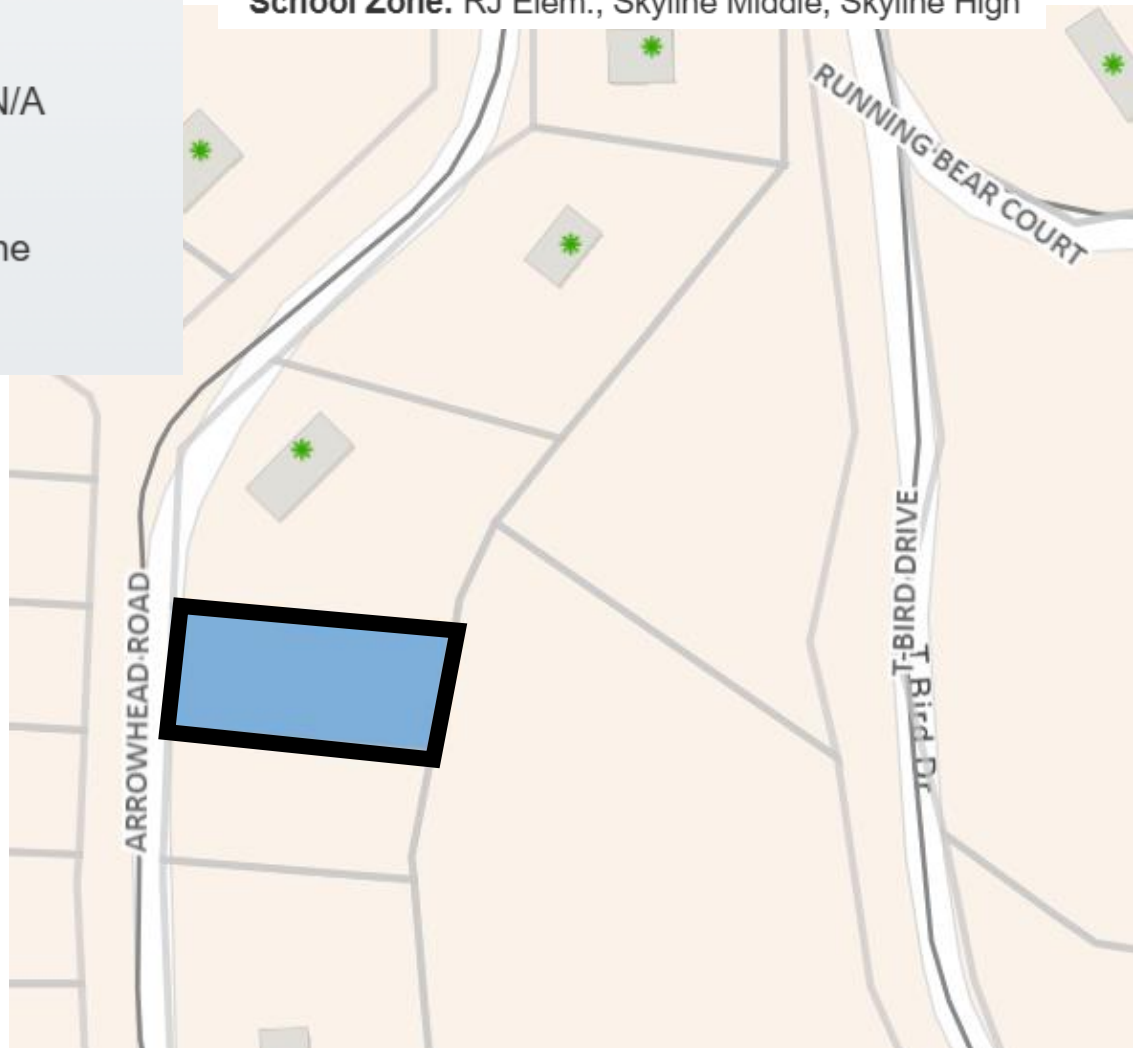 School Zone: RJ Elem., Skyline Middle, Skyline High
N/A
ne
RUNNING BEAR COURT
T-BIRD DRIVE
T Bird Dr
ARROWHEAD ROAD